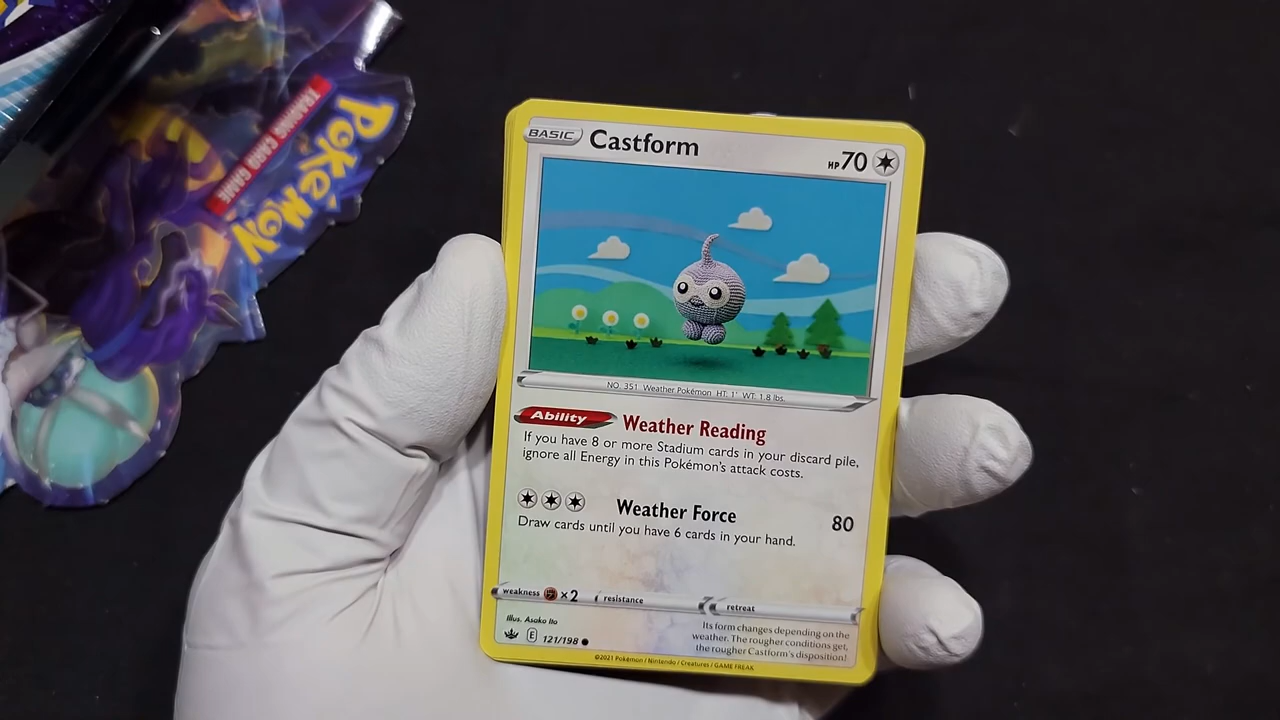 POKéMON
TRADING CARD GAME
BASIC Castform HP 70
NO. 351 Weather Pokémon HT: 1' WT: 1.8 lbs.
Ability Weather Reading
If you have 8 or more Stadium cards in your discard pile,
ignore all Energy in this Pokémon's attack costs.
Weather Force 80
Draw cards until you have 6 cards in your hand.
weakness ×2 resistance retreat
Illus. Asako Ito
E 121/198
Its form changes depending on the
weather. The rougher conditions get,
the rougher Castform's disposition!
©2021 Pokémon / Nintendo / Creatures / GAME FREAK